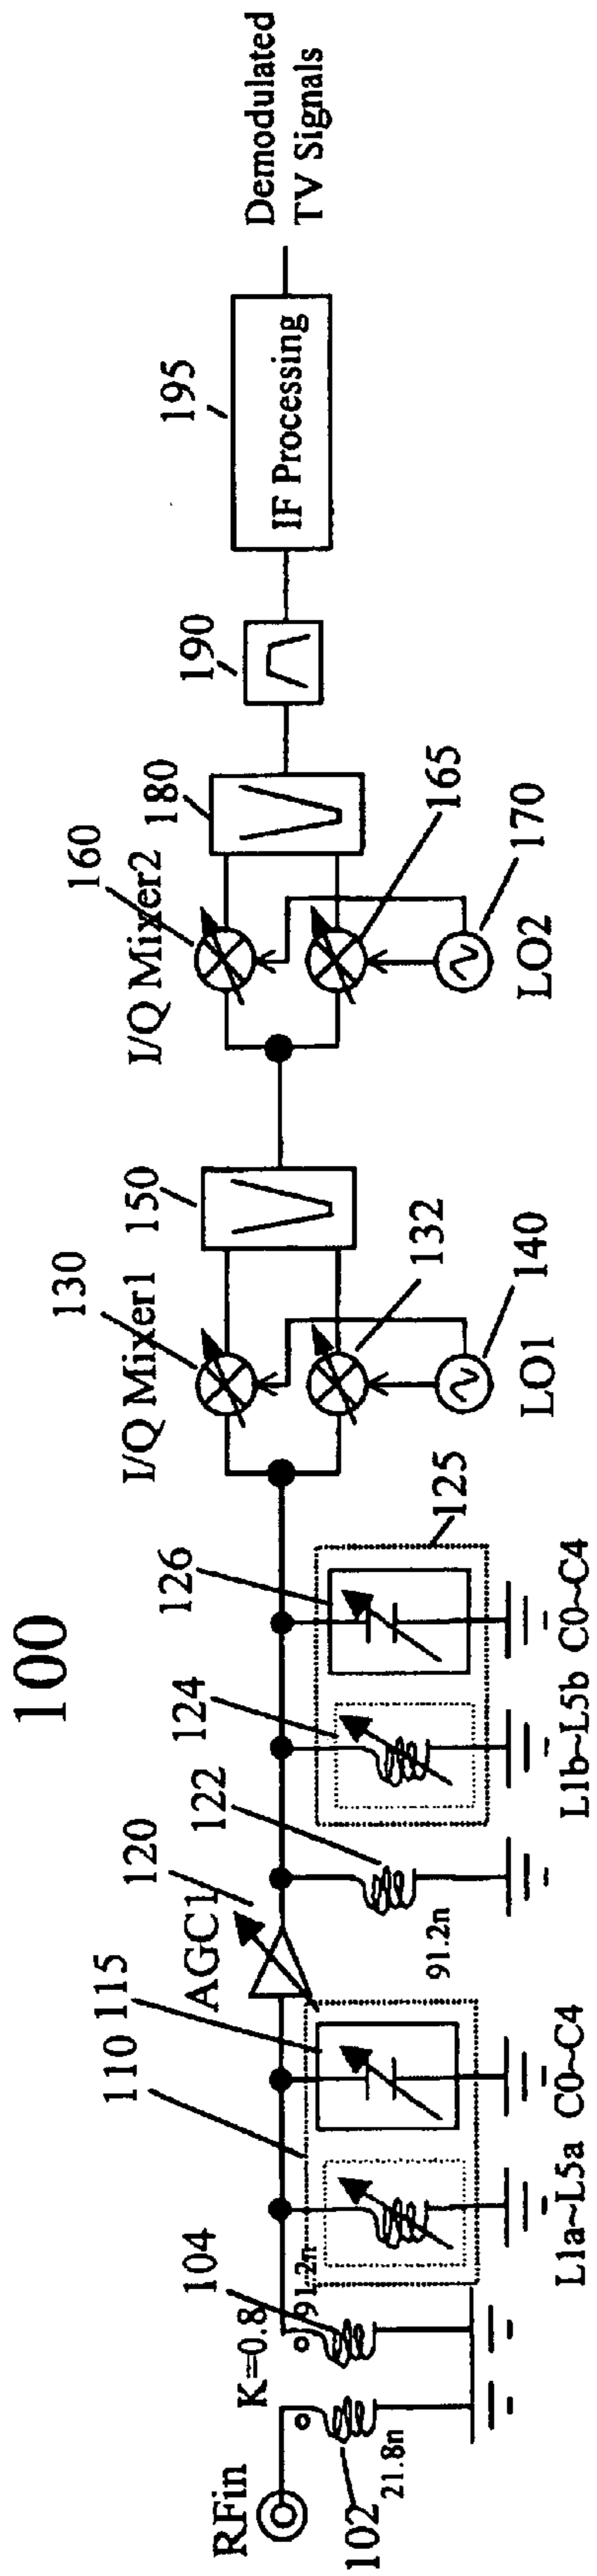 100
RFin
102
21.8n
K=0.8
104
91.2n
110
115
L1a~L5a C0~C4
AGC1
120
122
91.2n
124
126
125
L1b~L5b C0~C4
I/Q Mixer1
130
132
140
LO1
150
I/Q Mixer2
160
165
170
LO2
180
190
195
IF Processing
Demodulated
TV Signals